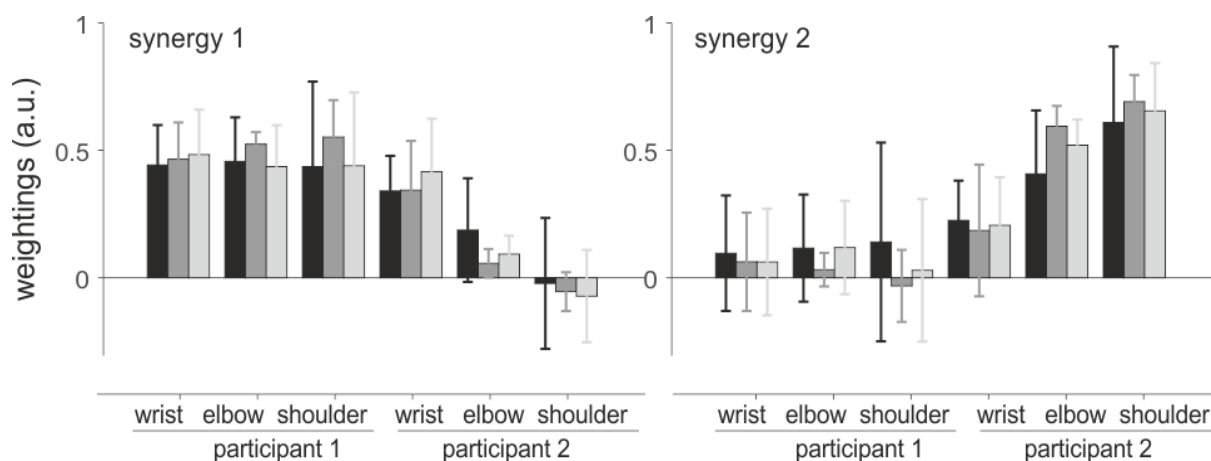 1
synergy 1
0.5
0
weightings (a.u.)
wrist elbow shoulder wrist elbow shoulder
participant 1 participant 2
1
synergy 2
0.5
0
wrist elbow shoulder wrist elbow shoulder
participant 1 participant 2